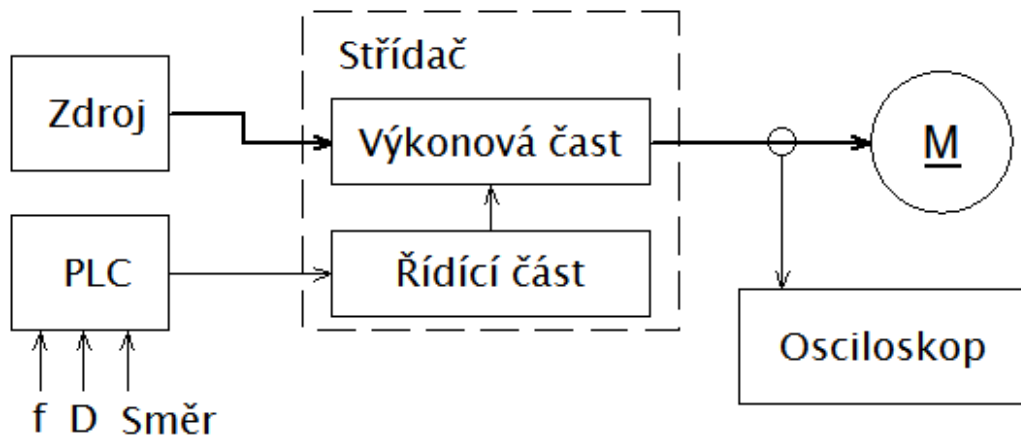 Střídač
Zdroj
Výkonová čast
M
PLC
Řídící část
Osciloskop
f D Směr